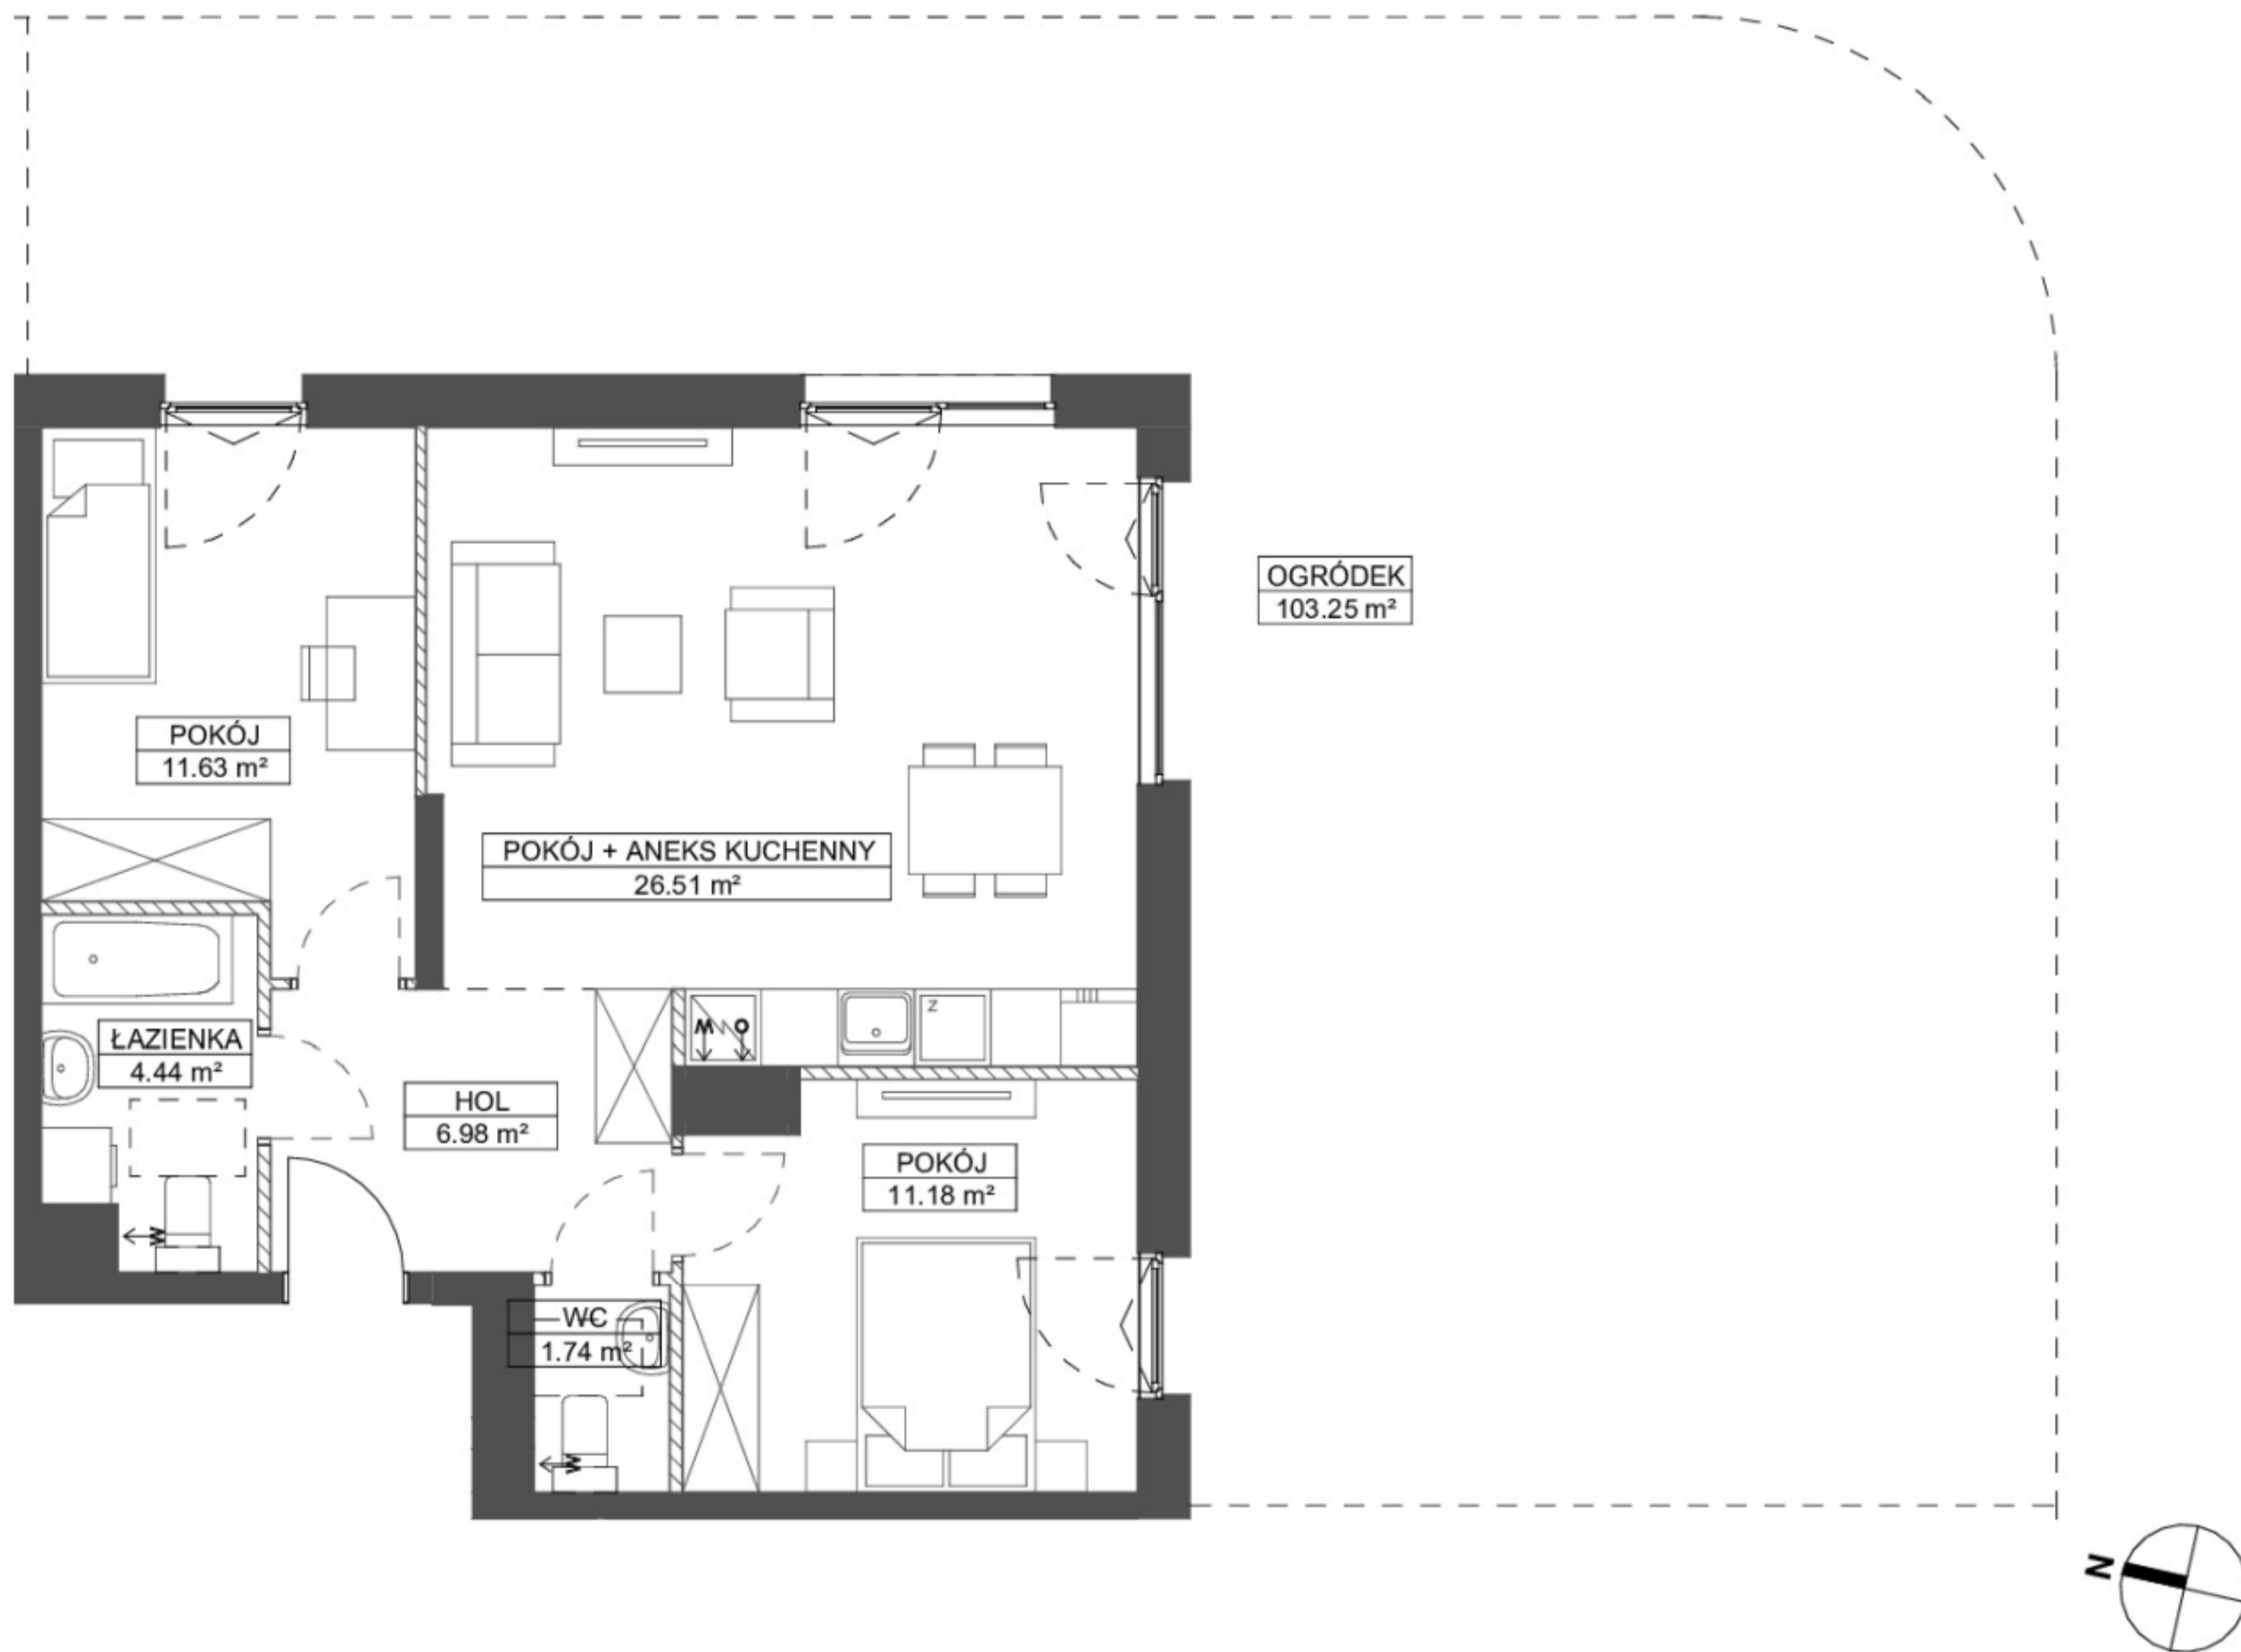 OGRÓDEK
103.25 m²
POKÓJ
11.63 m²
POKÓJ + ANEKS KUCHENNY
26.51 m²
Z
W O
ŁAZIENKA
4.44 m²
HOL
6.98 m²
POKÓJ
11.18 m²
W
WC
1.74 m²
W
N